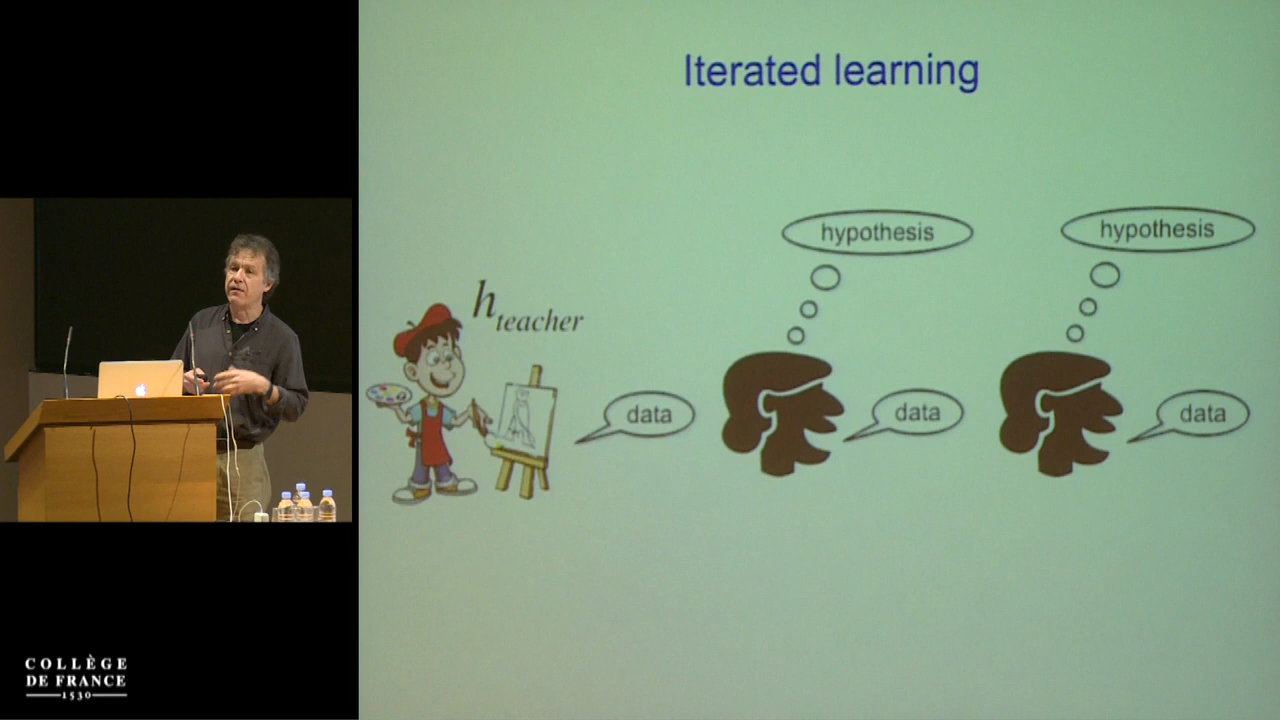 Iterated learning
hypothesis
hypothesis
h teacher
data
data
data
COLLÈGE
DE FRANCE
1530